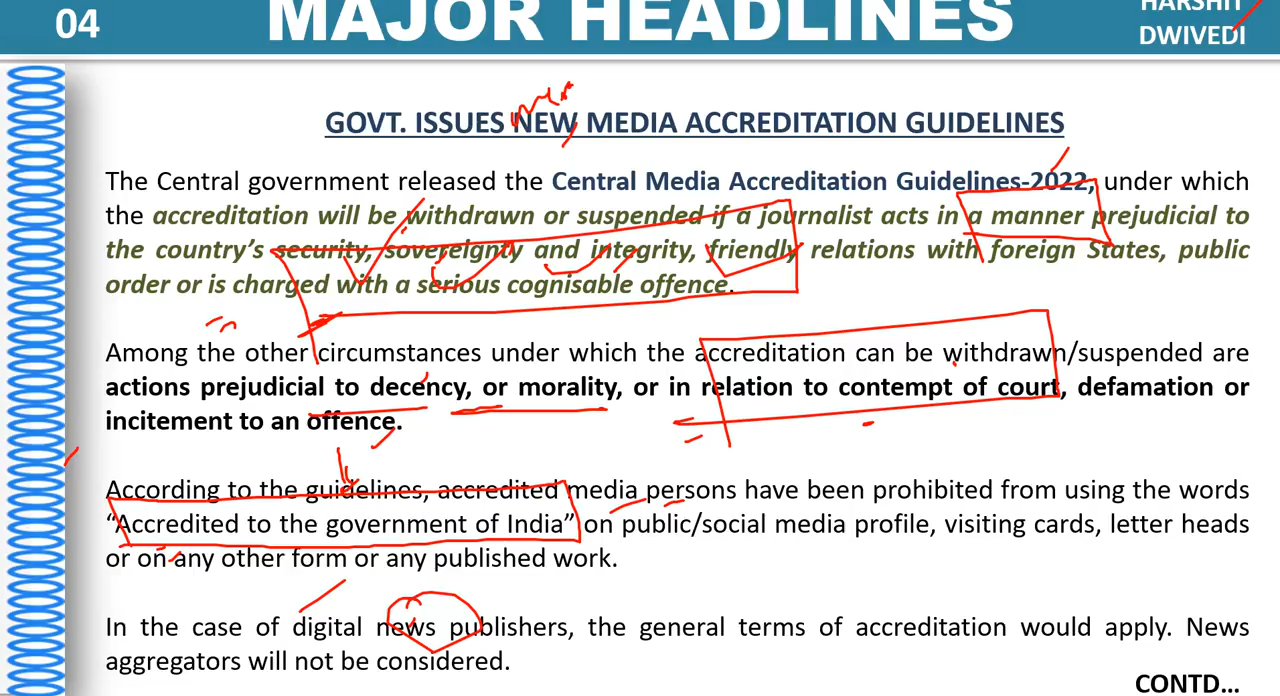 04
MAJOR HEADLINES
HARSHIT
DWIVEDI
GOVT. ISSUES NEW MEDIA ACCREDITATION GUIDELINES
The Central government released the Central Media Accreditation Guidelines-2022, under which
the accreditation will be withdrawn or suspended if a journalist acts in a manner prejudicial to
the country's security, sovereignty and integrity, friendly relations with foreign States, public
order or is charged with a serious cognisable offence.
Among the other circumstances under which the accreditation can be withdrawn/suspended are
actions prejudicial to decency, or morality, or in relation to contempt of court, defamation or
incitement to an offence.
According to the guidelines, accredited media persons have been prohibited from using the words
“Accredited to the government of India” on public/social media profile, visiting cards, letter heads
or on any other form or any published work.
In the case of digital news publishers, the general terms of accreditation would apply. News
aggregators will not be considered.
CONTD...